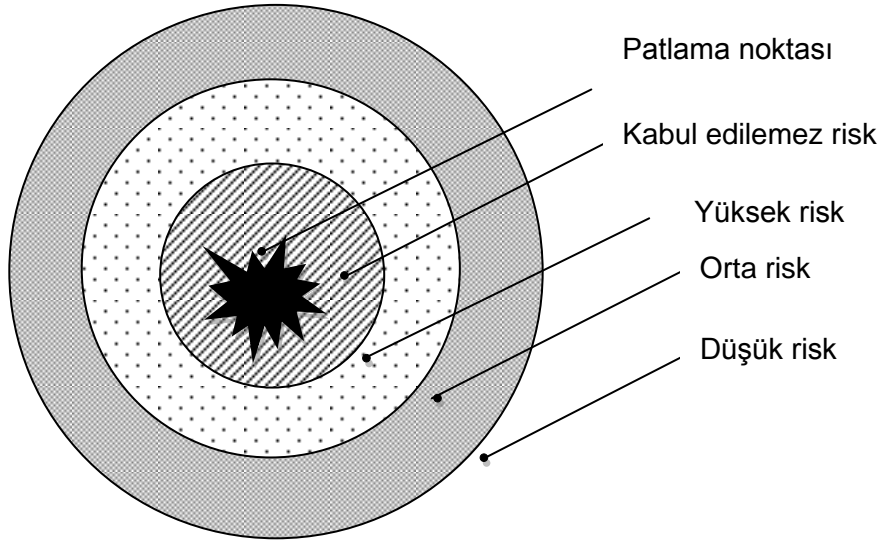 Patlama noktası
Kabul edilemez risk
Yüksek risk
Orta risk
Düşük risk